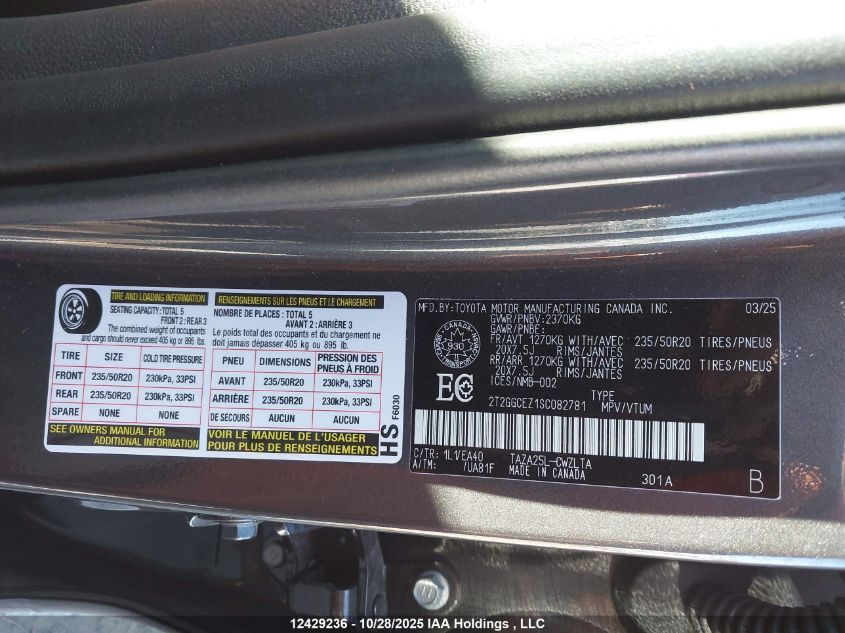 TIRE AND LOADING INFORMATION
SEATING CAPACITY: TOTAL 5
FRONT 2 : REAR 3
The combined weight of occupants and
cargo should never exceed 405 kg or 895 lbs.
TIRE SIZE COLD TIRE PRESSURE
FRONT 235/50R20 230kPa, 33PSI
REAR 235/50R20 230kPa, 33PSI
SPARE NONE NONE
SEE OWNERS MANUAL FOR
ADDITIONAL INFORMATION
RENSEIGNEMENTS SUR LES PNEUS ET LE CHARGEMENT
NOMBRE DE PLACES : TOTAL 5
AVANT 2 : ARRIÈRE 3
Le poids total des occupants et du chargement ne
doit jamais dépasser 405 kg ou 895 lb.
PNEU DIMENSIONS PRESSION DES PNEUS À FROID
AVANT 235/50R20 230kPa, 33PSI
ARRIÈRE 235/50R20 230kPa, 33PSI
DE SECOURS AUCUN AUCUN
VOIR LE MANUEL DE L'USAGER
POUR PLUS DE RENSEIGNEMENTS
HS F6030
MFD.BY:TOYOTA MOTOR MANUFACTURING CANADA INC. 03/25
GVWR/PNBV:2370KG
GAWR/PNBE:
FR/AVT 1270KG WITH/AVEC 235/50R20 TIRES/PNEUS
20X7.5J RIMS/JANTES
RR/ARR 1270KG WITH/AVEC 235/50R20 TIRES/PNEUS
20X7.5J RIMS/JANTES
ICES/NMB-002
CANADA
930
TRANSPORT
EC
TYPE
2T2GGCEZ1SC082781 MPV/VTUM
C/TR: 1L1/EA40 TAZA25L-CWZLTA
A/TM: /UA81F MADE IN CANADA 301A B
12429236 - 10/28/2025 IAA Holdings, , LLC